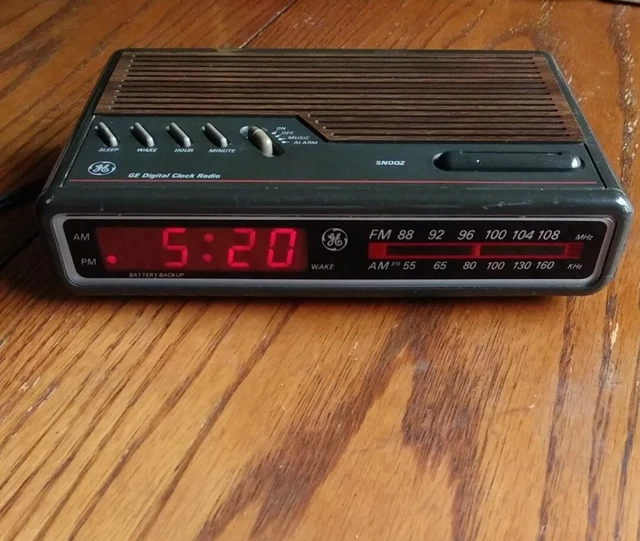 ON
OFF
MUSIC
ALARM
SLEEP WAKE HOUR MINUTE
SNOOZ
GE
GE Digital Clock Radio
AM
PM
5:20
BATTERY BACKUP
GE
WAKE
FM 88 92 96 100 104 108 MHz
AM 55 65 80 100 130 160 KHz